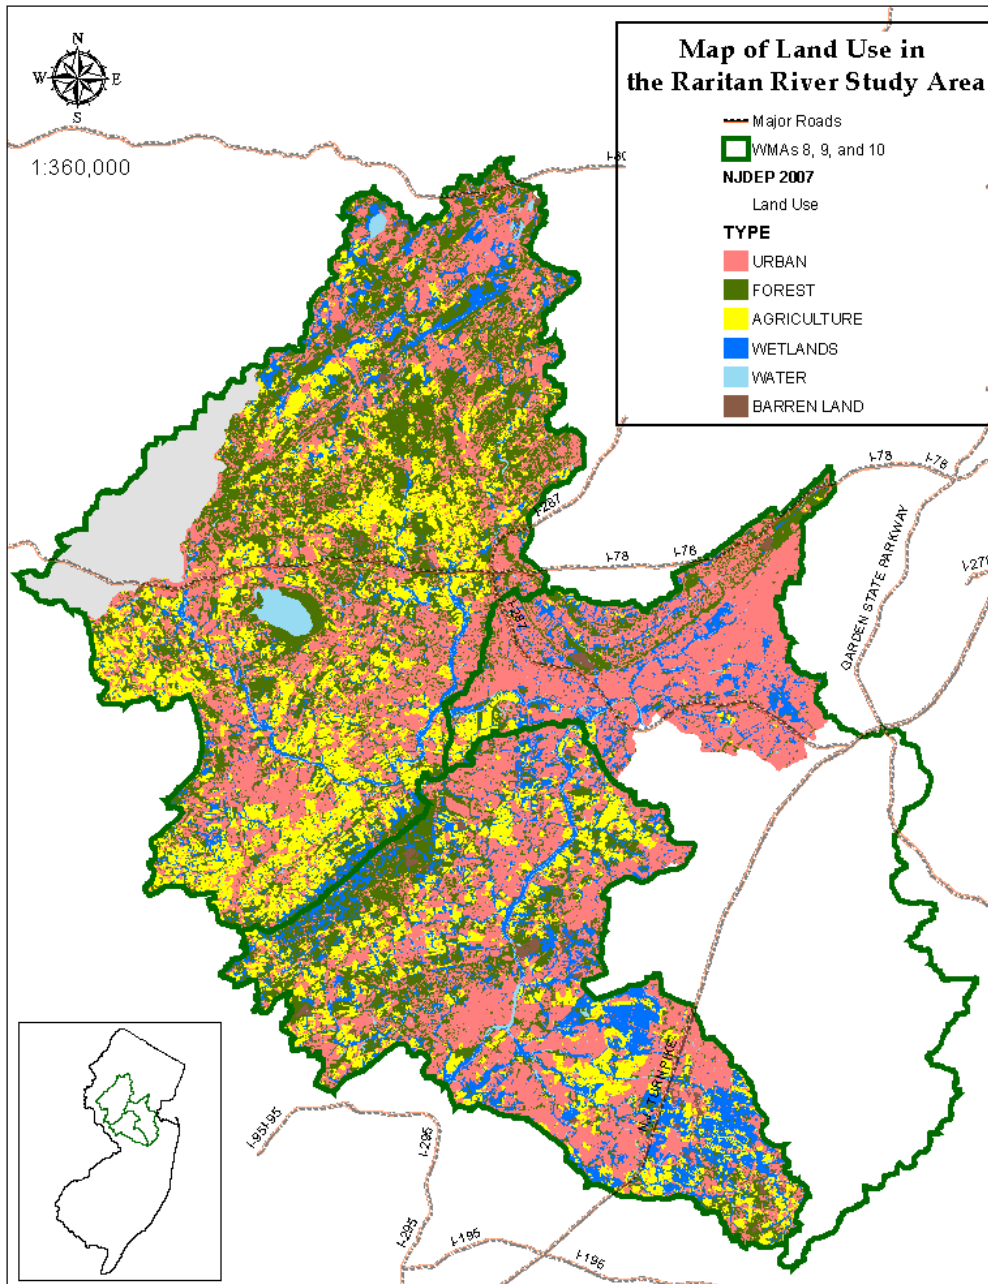 N
W E
S
1:360,000
Map of Land Use in
the Raritan River Study Area
Major Roads
WMAs 8, 9, and 10
NJDEP 2007
Land Use
TYPE
URBAN
FOREST
AGRICULTURE
WETLANDS
WATER
BARREN LAND
I-78
I-78
I-287
I-78
I-78
GARDEN STATE PARKWAY
I-287
NJ TURNPIKE
I-95
I-95
I-295
I-295
I-195
I-195